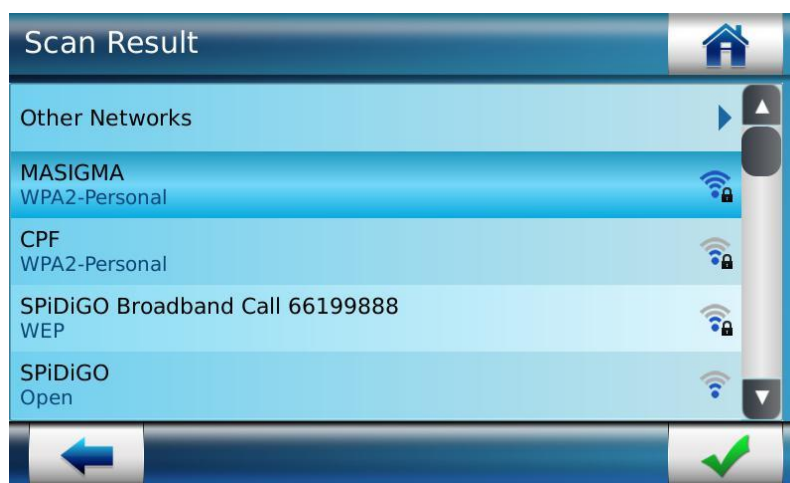 Scan Result
Other Networks
MASIGMA
WPA2-Personal
CPF
WPA2-Personal
SPiDiGO Broadband Call 66199888
WEP
SPiDiGO
Open